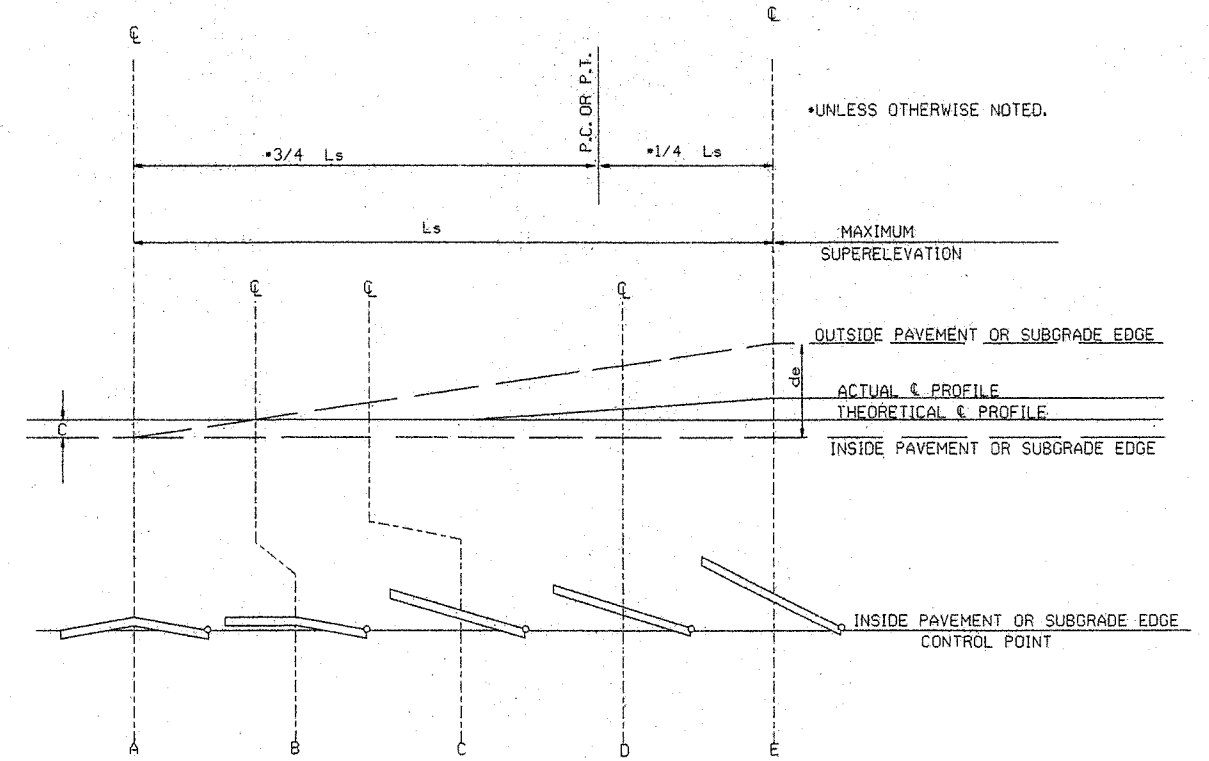 ℄
℄
P.C. OR P.T.
*UNLESS OTHERWISE NOTED.
*3/4 Ls
*1/4 Ls
Ls
MAXIMUM
SUPERELEVATION
℄
℄
℄
OUTSIDE PAVEMENT OR SUBGRADE EDGE
de
ACTUAL ℄ PROFILE
THEORETICAL ℄ PROFILE
C
INSIDE PAVEMENT OR SUBGRADE EDGE
INSIDE PAVEMENT OR SUBGRADE EDGE
CONTROL POINT
A
B
C
D
E